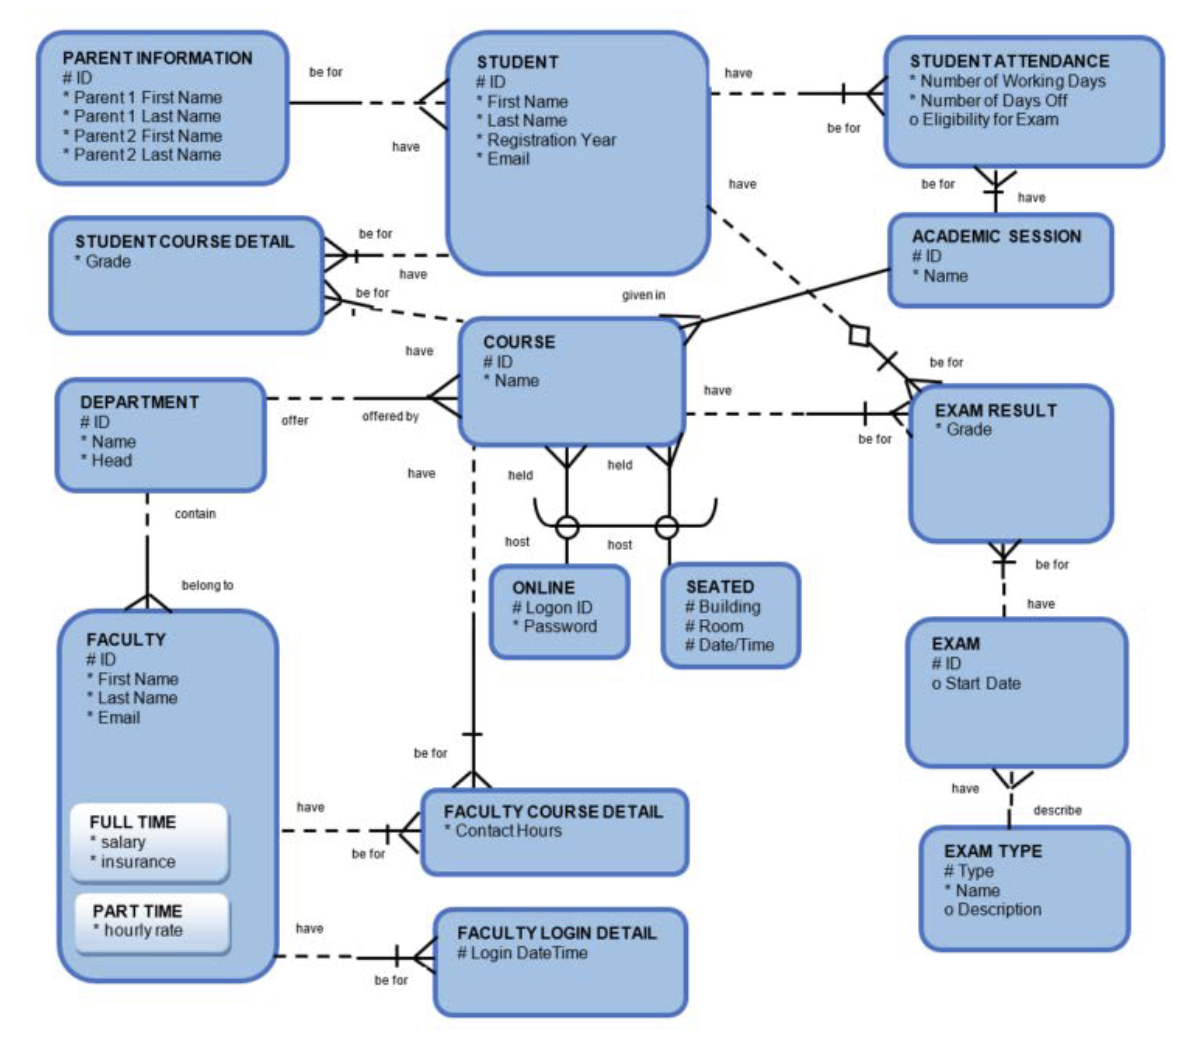 PARENT INFORMATION
# ID
* Parent 1 First Name
* Parent 1 Last Name
* Parent 2 First Name
* Parent 2 Last Name
be for
have
STUDENT
# ID
* First Name
* Last Name
* Registration Year
* Email
have
be for
STUDENT ATTENDANCE
* Number of Working Days
* Number of Days Off
o Eligibility for Exam
be for
have
have
STUDENT COURSE DETAIL
* Grade
be for
have
be for
have
ACADEMIC SESSION
# ID
* Name
given in
COURSE
# ID
* Name
have
be for
be for
EXAM RESULT
* Grade
DEPARTMENT
# ID
* Name
* Head
offer
offered by
have
held
held
host
host
contain
belong to
ONLINE
# Logon ID
* Password
SEATED
# Building
# Room
# Date/Time
be for
have
EXAM
# ID
o Start Date
FACULTY
# ID
* First Name
* Last Name
* Email
FULL TIME
* salary
* insurance
PART TIME
* hourly rate
be for
have
be for
FACULTY COURSE DETAIL
* Contact Hours
have
describe
EXAM TYPE
# Type
* Name
o Description
have
be for
FACULTY LOGIN DETAIL
# Login DateTime